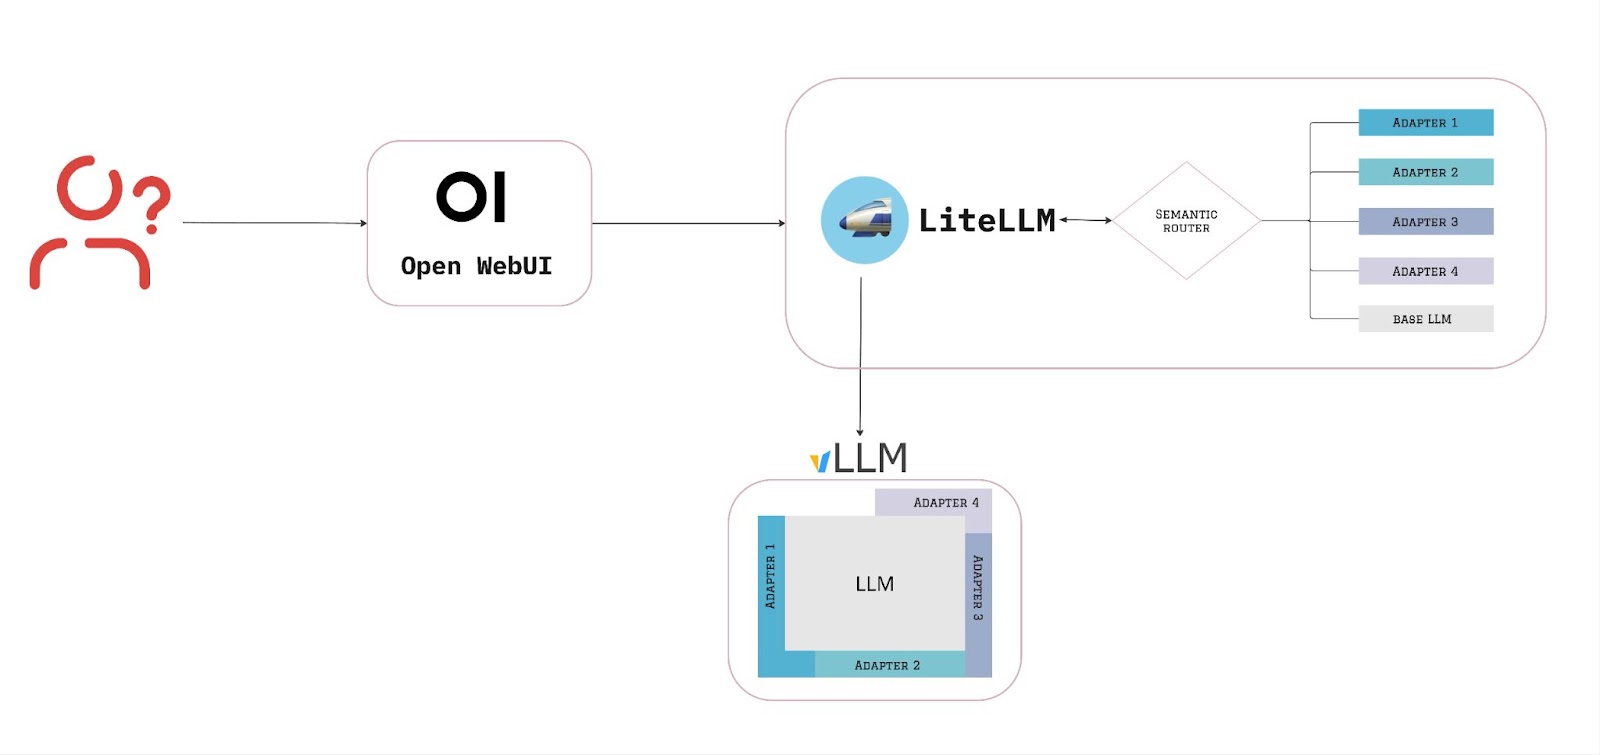 OI
Open WebUI
LiteLLM
SEMANTIC
ROUTER
ADAPTER 1
ADAPTER 2
ADAPTER 3
ADAPTER 4
BASE LLM
vLLM
ADAPTER 4
ADAPTER 1
LLM
ADAPTER 3
ADAPTER 2